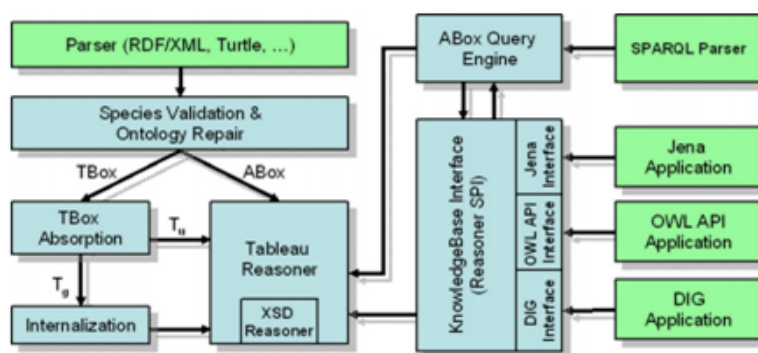 Parser (RDF/XML, Turtle, ...)
Species Validation &
Ontology Repair
TBox
ABox
TBox
Absorption
Tu
Tg
Internalization
Tableau
Reasoner
XSD
Reasoner
ABox Query
Engine
KnowledgeBase Interface
(Reasoner SPI)
Jena
Interface
OWL API
Interface
DIG
Interface
SPARQL Parser
Jena
Application
OWL API
Application
DIG
Application